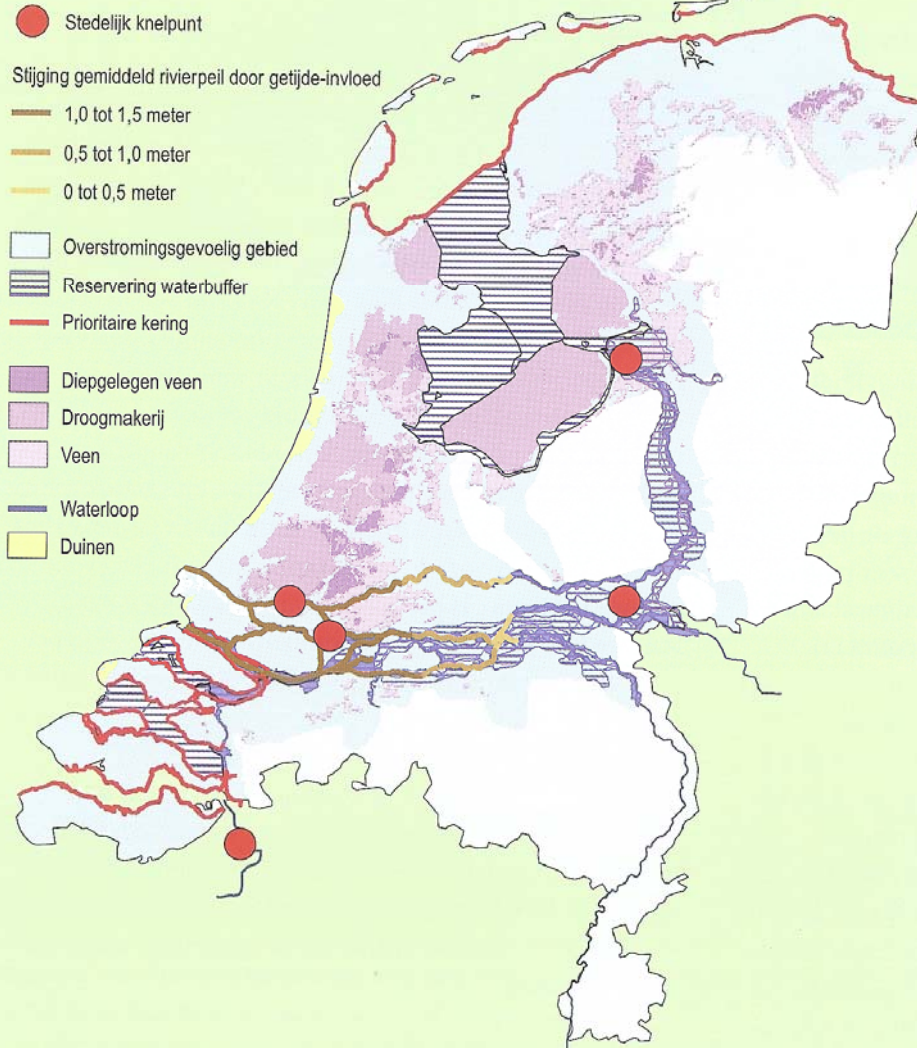 Stedelijk knelpunt
Stijging gemiddeld rivierpeil door getijde-invloed
1,0 tot 1,5 meter
0,5 tot 1,0 meter
0 tot 0,5 meter
Overstromingsgevoelig gebied
Reservering waterbuffer
Prioritaire kering
Diepgelegen veen
Droogmakerij
Veen
Waterloop
Duinen